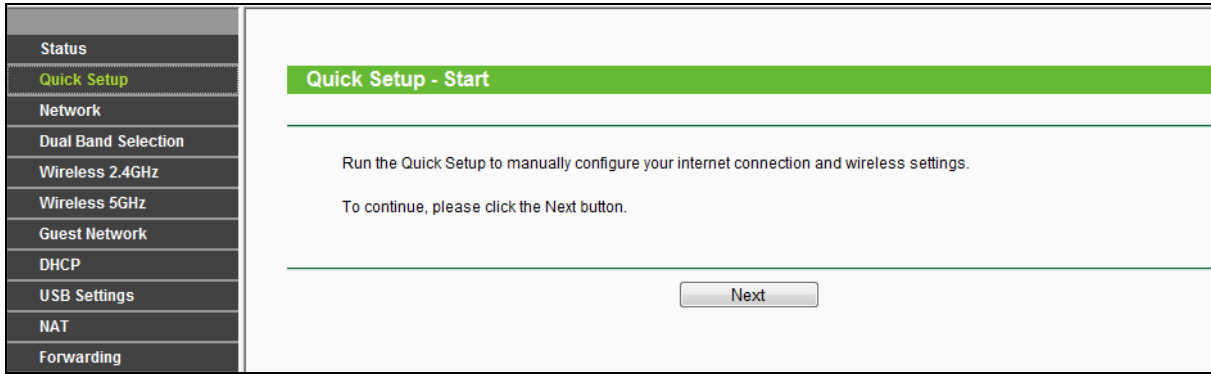 Status
Quick Setup
Network
Dual Band Selection
Wireless 2.4GHz
Wireless 5GHz
Guest Network
DHCP
USB Settings
NAT
Forwarding
Quick Setup - Start
Run the Quick Setup to manually configure your internet connection and wireless settings.
To continue, please click the Next button.
Next